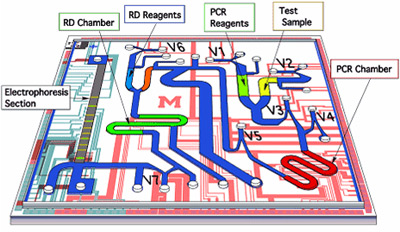 RD Chamber
RD Reagents
PCR
Reagents
Test
Sample
V6
V1
V2
PCR Chamber
Electrophoresis
Section
M
V3
V4
V5
V7